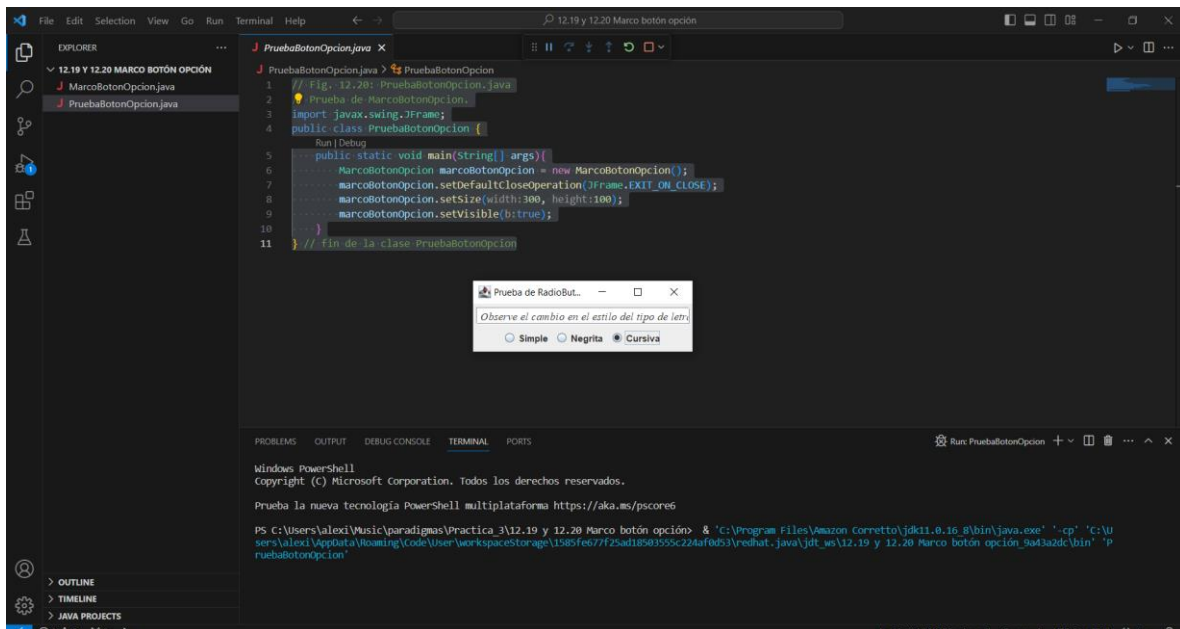 File Edit Selection View Go Run Terminal Help
12.19 y 12.20 Marco botón opción
EXPLORER
12.19 Y 12.20 MARCO BOTÓN OPCIÓN
MarcoBotonOpcion.java
PruebaBotonOpcion.java
PruebaBotonOpcion.java
PruebaBotonOpcion.java > PruebaBotonOpcion
1 // Fig. 12.20: PruebaBotonOpcion.java
2 Prueba de MarcoBotonOpcion.
3 import javax.swing.JFrame;
4 public class PruebaBotonOpcion {
Run | Debug
5 public static void main(String[] args){
6 MarcoBotonOpcion marcoBotonOpcion = new MarcoBotonOpcion();
7 marcoBotonOpcion.setDefaultCloseOperation(JFrame.EXIT_ON_CLOSE);
8 marcoBotonOpcion.setSize(width:300, height:100);
9 marcoBotonOpcion.setVisible(b:true);
10 }
11 } // fin de la clase PruebaBotonOpcion
Prueba de RadioBut...
Observe el cambio en el estilo del tipo de letra
Simple Negrita Cursiva
PROBLEMS OUTPUT DEBUG CONSOLE TERMINAL PORTS
Run: PruebaBotonOpcion
Windows PowerShell
Copyright (C) Microsoft Corporation. Todos los derechos reservados.
Prueba la nueva tecnología PowerShell multiplataforma https://aka.ms/pscore6
PS C:\Users\alexi\Music\paradigmas\Practica_3\12.19 y 12.20 Marco botón opción> & 'C:\Program Files\Amazon Corretto\jdk11.0.16_8\bin\java.exe' '-cp' 'C:\U
sers\alexi\AppData\Roaming\Code\User\workspaceStorage\1585fe677f25ad18503555c224af0d53\redhat.java\jdt_ws\12.19 y 12.20 Marco botón opción_9a43a2dc\bin' 'P
ruebaBotonOpcion'
OUTLINE
TIMELINE
JAVA PROJECTS